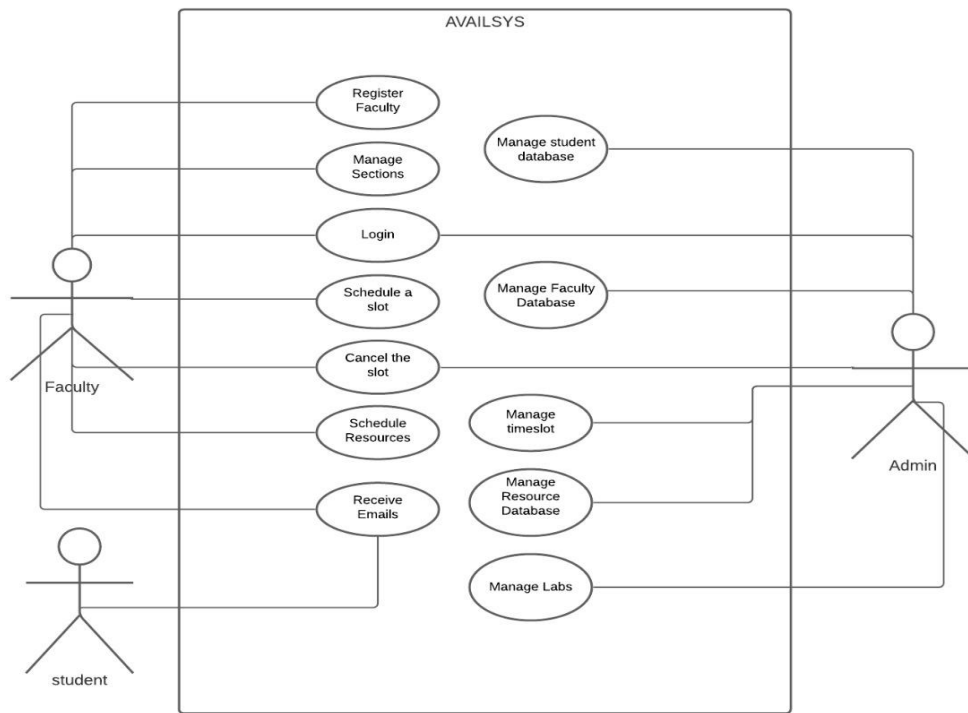 AVAILSYS
Register
Faculty
Manage student
database
Manage
Sections
Login
Schedule a
slot
Manage Faculty
Database
Cancel the
slot
Faculty
Manage
timeslot
Schedule
Resources
Admin
Manage
Resource
Database
Receive
Emails
Manage Labs
student